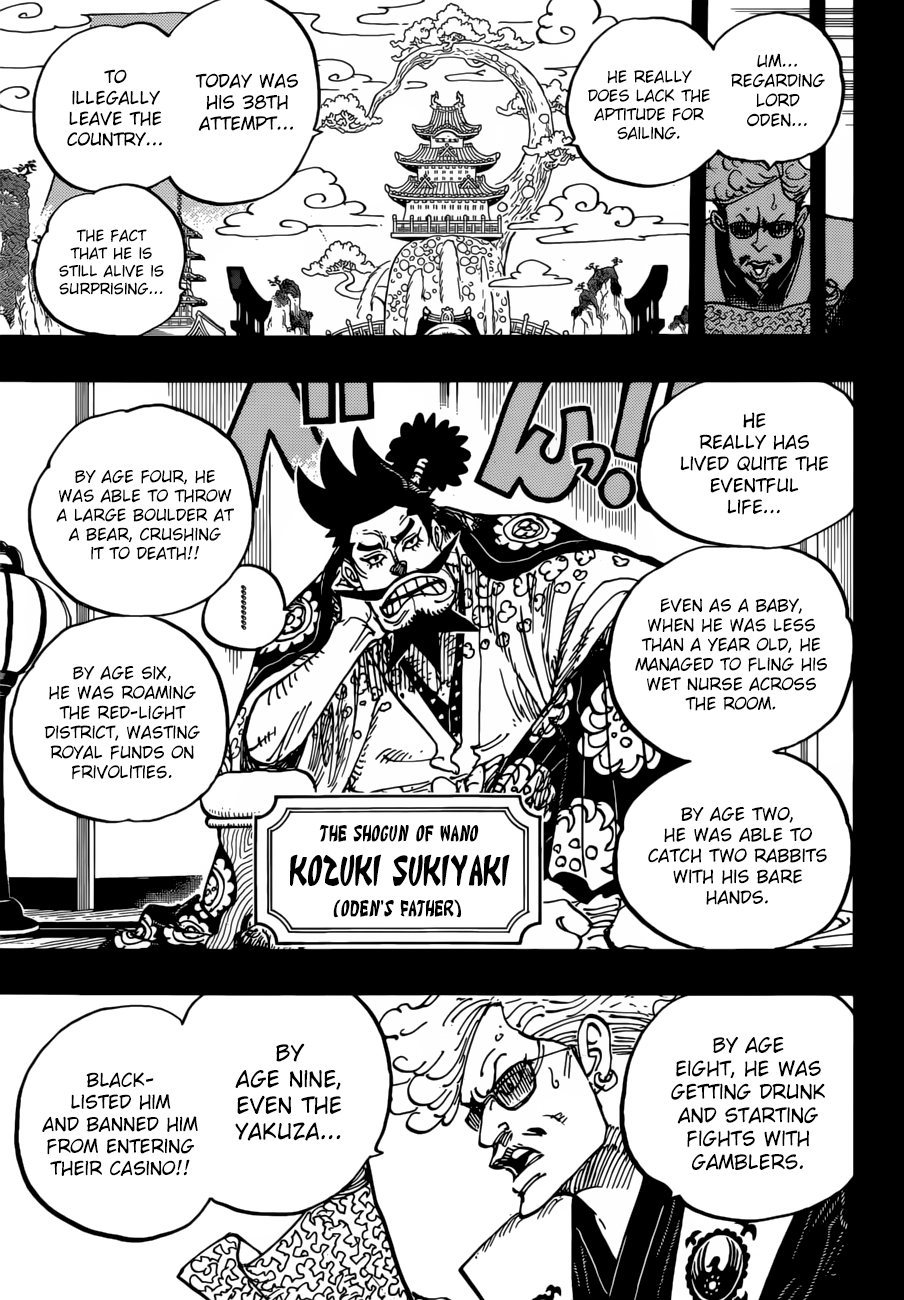 UM...
REGARDING
LORD
ODEN...
HE REALLY
DOES LACK THE
APTITUDE FOR
SAILING.
TODAY WAS
HIS 38TH
ATTEMPT...
TO
ILLEGALLY
LEAVE THE
COUNTRY...
THE FACT
THAT HE IS
STILL ALIVE IS
SURPRISING...
HE
REALLY HAS
LIVED QUITE THE
EVENTFUL
LIFE...
EVEN AS A BABY,
WHEN HE WAS LESS
THAN A YEAR OLD, HE
MANAGED TO FLING HIS
WET NURSE ACROSS
THE ROOM.
BY AGE TWO,
HE WAS ABLE TO
CATCH TWO RABBITS
WITH HIS BARE
HANDS.
んっ!!
BY AGE FOUR, HE
WAS ABLE TO THROW
A LARGE BOULDER AT
A BEAR, CRUSHING
IT TO DEATH!!
BY AGE SIX,
HE WAS ROAMING
THE RED-LIGHT
DISTRICT, WASTING
ROYAL FUNDS ON
FRIVOLITIES.
THE SHOGUN OF WANO
KOZUKI SUKIYAKI
(ODEN'S FATHER)
BY AGE
EIGHT, HE WAS
GETTING DRUNK
AND STARTING
FIGHTS WITH
GAMBLERS.
BY
AGE NINE,
EVEN THE
YAKUZA...
BLACK-
LISTED HIM
AND BANNED HIM
FROM ENTERING
THEIR CASINO!!